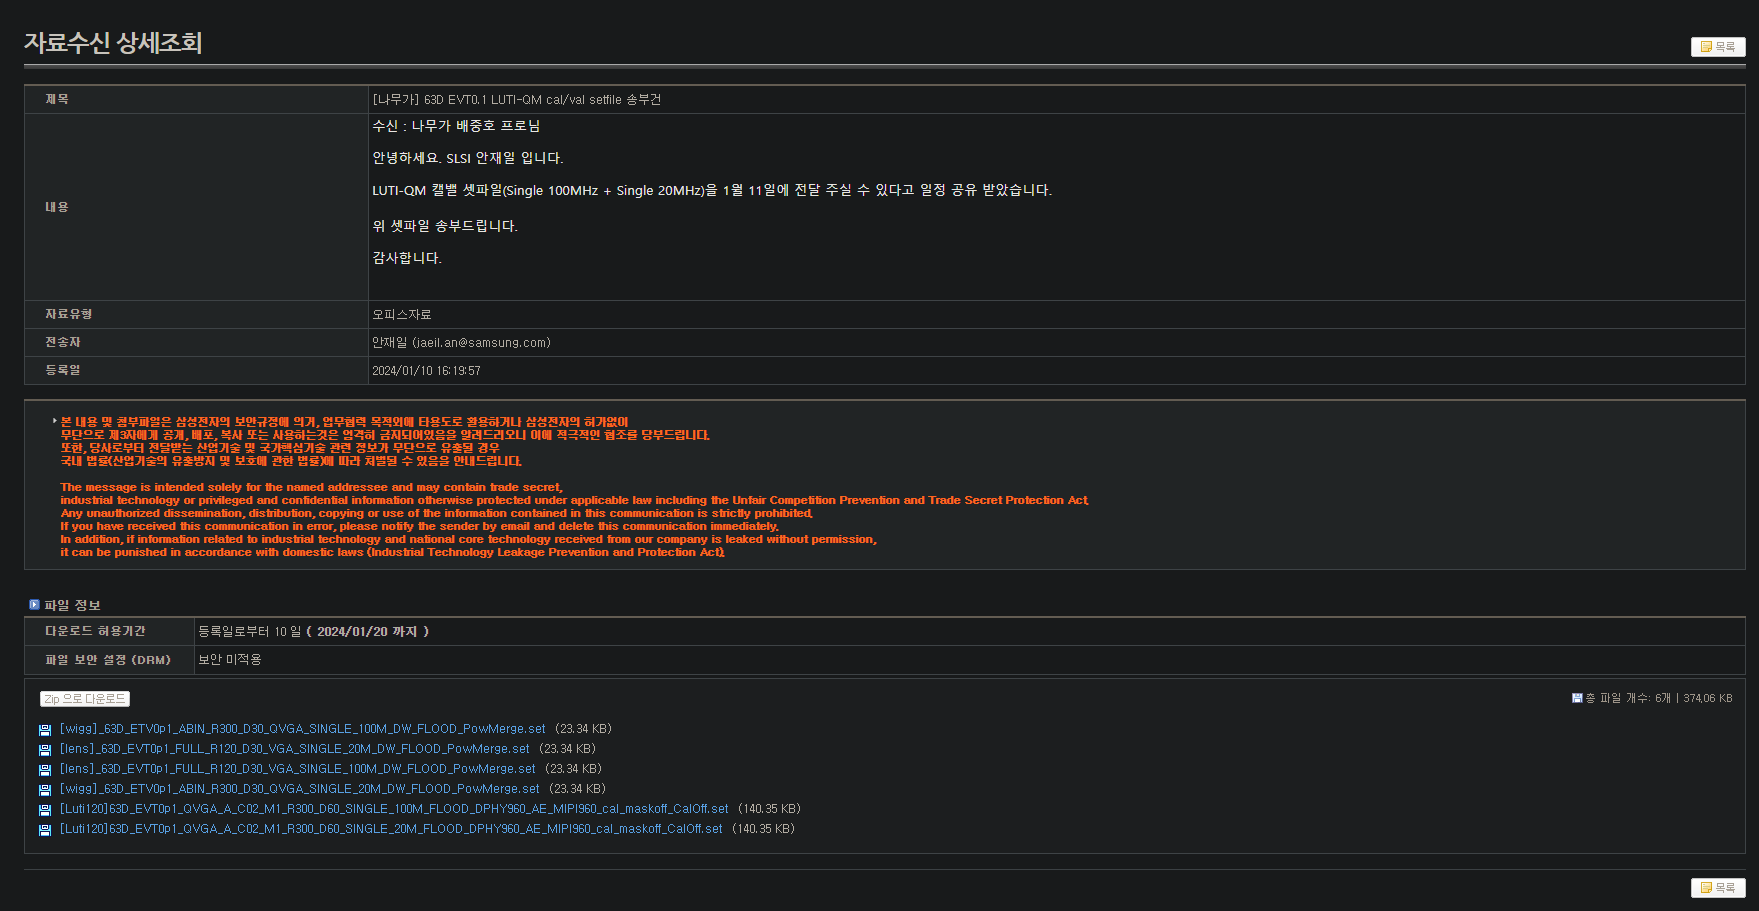 자료수신 상세조회
목록
제목
[나무가] 63D EVT0.1 LUTI-QM cal/val setfile 송부건
내용
수신 : 나무가 배중호 프로님
안녕하세요. SLSI 안재일 입니다.
LUTI-QM 캘밸 셋파일(Single 100MHz + Single 20MHz)을 1월 11일에 전달 주실 수 있다고 일정 공유 받았습니다.
위 셋파일 송부드립니다.
감사합니다.
자료유형
오피스자료
전송자
안재일 (jaeil.an@samsung.com)
등록일
2024/01/10 16:19:57
본 내용 및 첨부파일은 삼성전자의 보안규정에 의거, 업무협력 목적외에 타용도로 활용하거나 삼성전자의 허가없이
무단으로 제3자에게 공개, 배포, 복사 또는 사용하는것은 엄격히 금지되어있음을 알려드리오니 이에 적극적인 협조를 당부드립니다.
또한, 당사로부터 전달받는 산업기술 및 국가핵심기술 관련 정보가 무단으로 유출될 경우
국내 법률(산업기술의 유출방지 및 보호에 관한 법률)에 따라 처벌될 수 있음을 안내드립니다.
The message is intended solely for the named addressee and may contain trade secret,
industrial technology or privileged and confidential information otherwise protected under applicable law including the Unfair Competition Prevention and Trade Secret Protection Act.
Any unauthorized dissemination, distribution, copying or use of the information contained in this communication is strictly prohibited.
If you have received this communication in error, please notify the sender by email and delete this communication immediately.
In addition, if information related to industrial technology and national core technology received from our company is leaked without permission,
it can be punished in accordance with domestic laws (Industrial Technology Leakage Prevention and Protection Act).
파일 정보
다운로드 허용기간
등록일로부터 10 일 ( 2024/01/20 까지 )
파일 보안 설정 (DRM)
보안 미적용
Zip 으로 다운로드
총 파일 개수: 6개 | 374.06 KB
[wigg]_63D_ETV0p1_ABIN_R300_D30_QVGA_SINGLE_100M_DW_FLOOD_PowMerge.set (23.34 KB)
[lens]_63D_EVT0p1_FULL_R120_D30_VGA_SINGLE_20M_DW_FLOOD_PowMerge.set (23.34 KB)
[lens]_63D_EVT0p1_FULL_R120_D30_VGA_SINGLE_100M_DW_FLOOD_PowMerge.set (23.34 KB)
[wigg]_63D_ETV0p1_ABIN_R300_D30_QVGA_SINGLE_20M_DW_FLOOD_PowMerge.set (23.34 KB)
[Luti120]63D_EVT0p1_QVGA_A_C02_M1_R300_D60_SINGLE_100M_FLOOD_DPHY960_AE_MIPI960_cal_maskoff_CalOff.set (140.35 KB)
[Luti120]63D_EVT0p1_QVGA_A_C02_M1_R300_D60_SINGLE_20M_FLOOD_DPHY960_AE_MIPI960_cal_maskoff_CalOff.set (140.35 KB)
목록